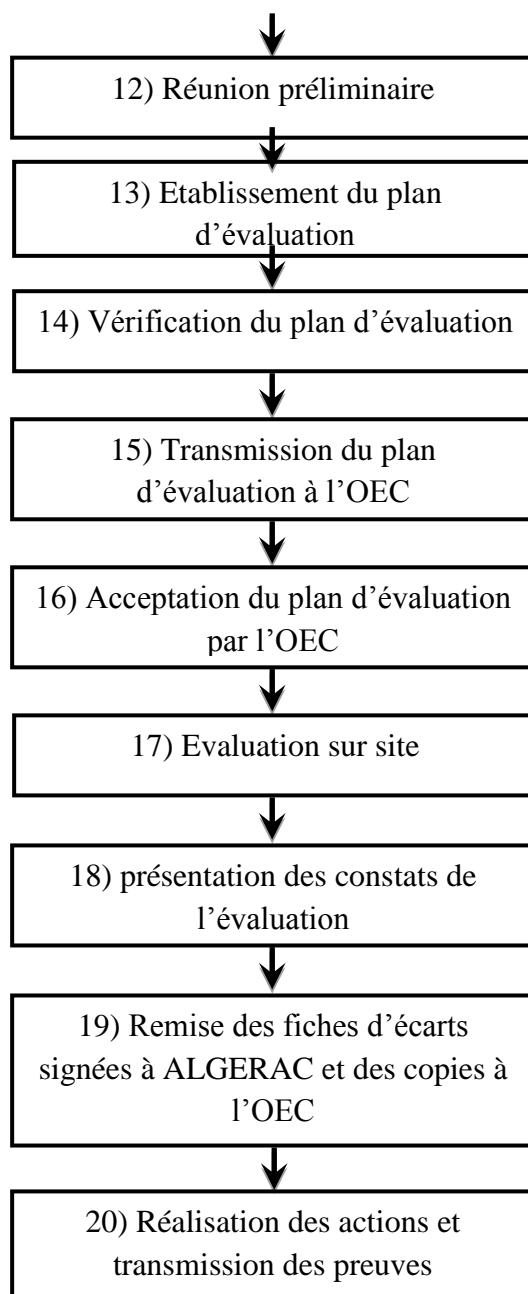 12) Réunion préliminaire
13) Etablissement du plan
d’évaluation
14) Vérification du plan d’évaluation
15) Transmission du plan
d’évaluation à l’OEC
16) Acceptation du plan d’évaluation
par l’OEC
17) Evaluation sur site
18) présentation des constats de
l’évaluation
19) Remise des fiches d’écarts
signées à ALGERAC et des copies à
l’OEC
20) Réalisation des actions et
transmission des preuves